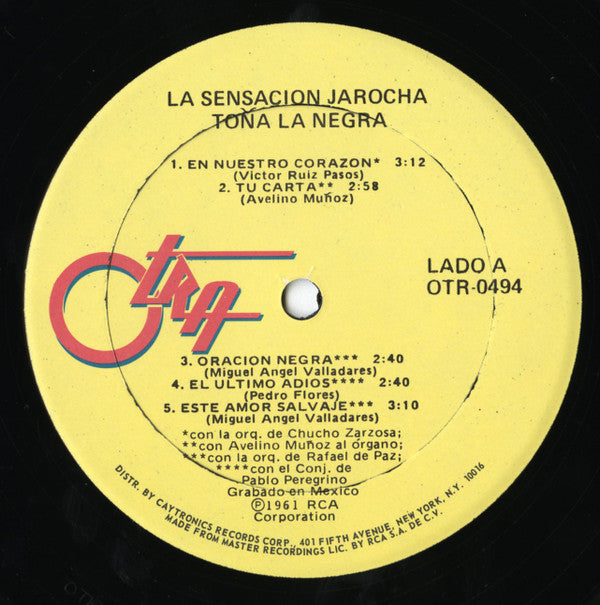 LA SENSACION JAROCHA
TOÑA LA NEGRA
1. EN NUESTRO CORAZON* 3:12
(Victor Ruiz Pasos)
2. TU CARTA** 2:58
(Avelino Muñoz)
OTRA
LADO A
OTR-0494
3. ORACION NEGRA*** 2:40
(Miguel Angel Valladares)
4. EL ULTIMO ADIOS**** 2:40
(Pedro Flores)
5. ESTE AMOR SALVAJE*** 3:10
(Miguel Angel Valladares)
*con la orq. de Chucho Zarzosa;
**con Avelino Muñoz al órgano;
***con la orq. de Rafael de Paz;
****con el Conj. de
Pablo Peregrino
Grabado en Mexico
Ⓟ1961 RCA
Corporation
DISTR. BY CAYTRONICS RECORDS CORP., 401 FIFTH AVENUE, NEW YORK, N.Y. 10016
MADE FROM MASTER RECORDINGS LIC. BY RCA S.A. DE C.V.